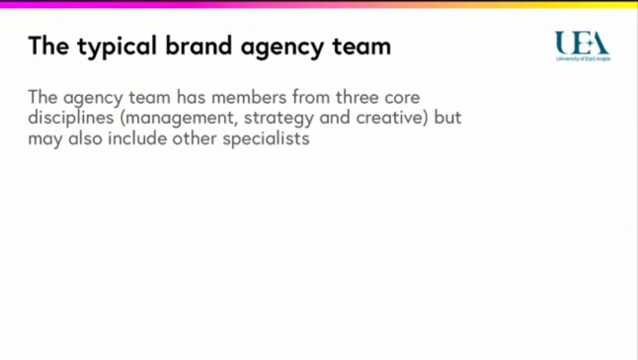 The typical brand agency team
UEA
University of East Anglia
The agency team has members from three core
disciplines (management, strategy and creative) but
may also include other specialists